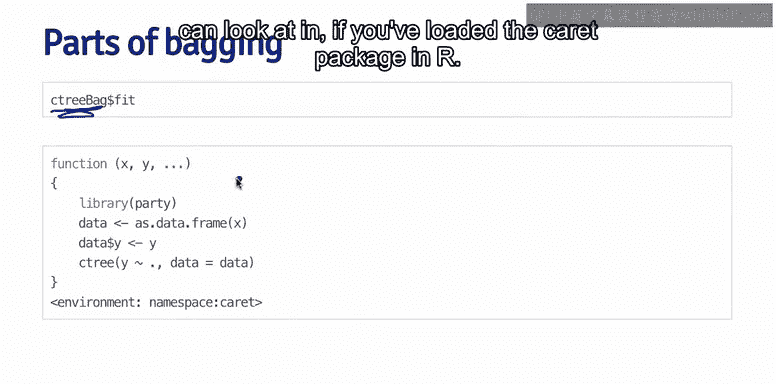 can look at in, if you've loaded the caret
package in R.
Parts of bagging
ctreeBag$fit
function (x, y, ...)
{
    library(party)
    data <- as.data.frame(x)
    data$y <- y
    ctree(y ~ ., data = data)
}
<environment: namespace:caret>